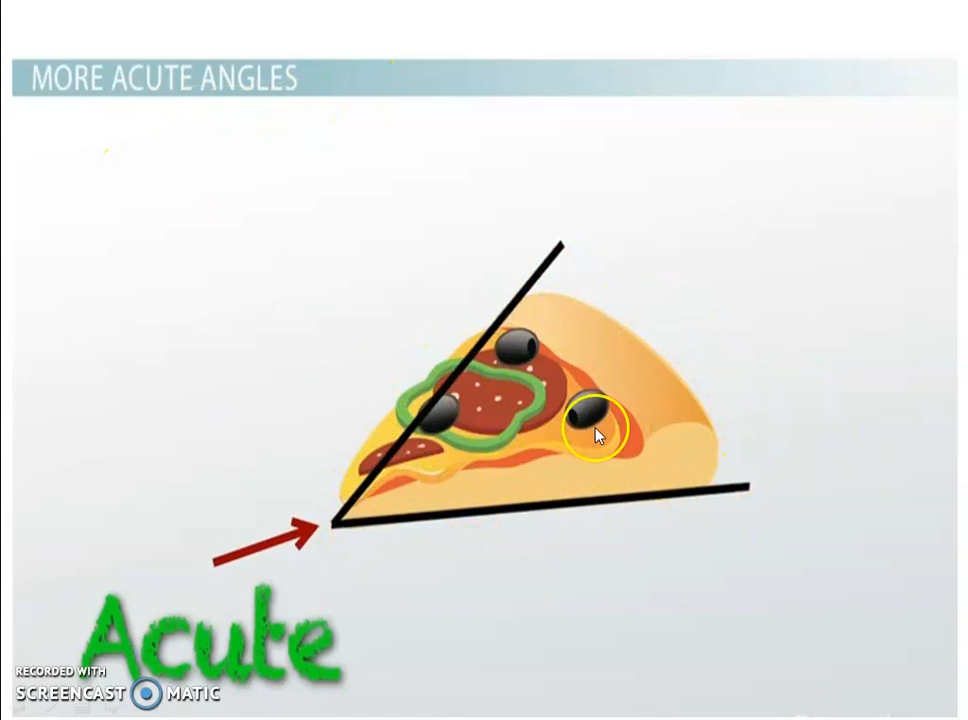 MORE ACUTE ANGLES
Acute
RECORDED WITH
SCREENCAST MATIC